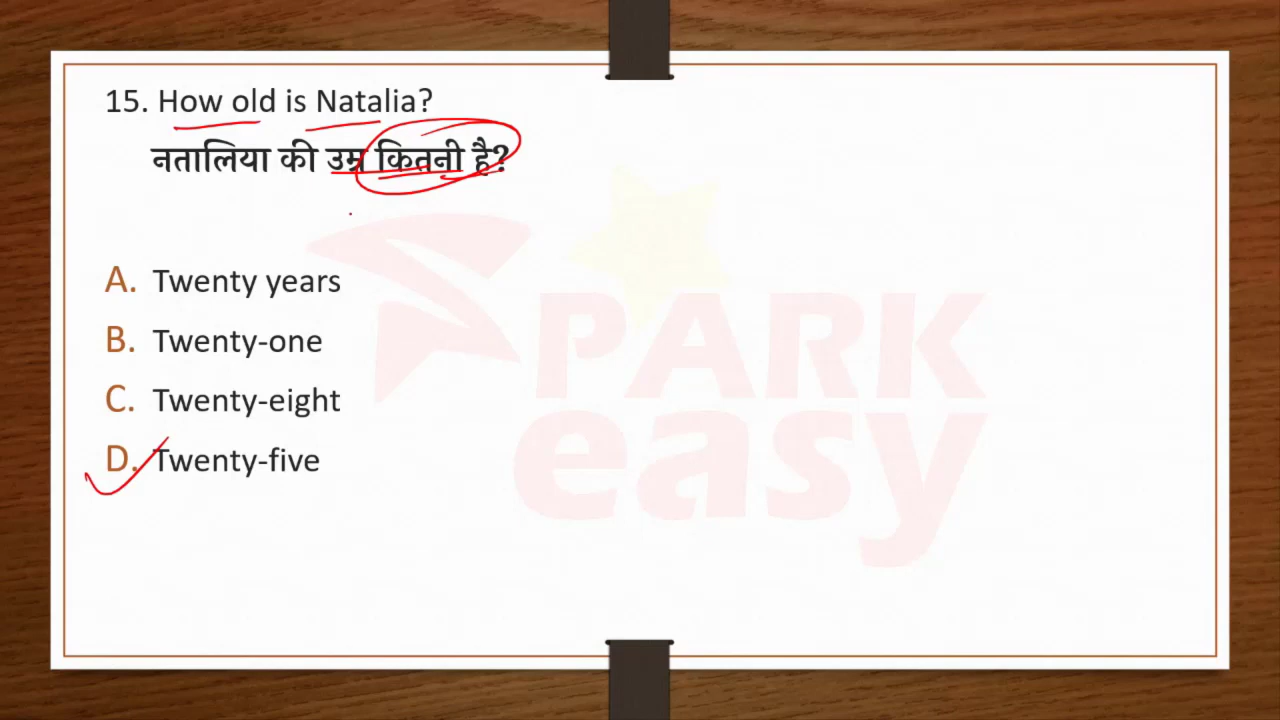 15. How old is Natalia?
नतालिया की उम्र कितनी है?
A. Twenty years
B. Twenty-one
C. Twenty-eight
D. Twenty-five
PARK
easy